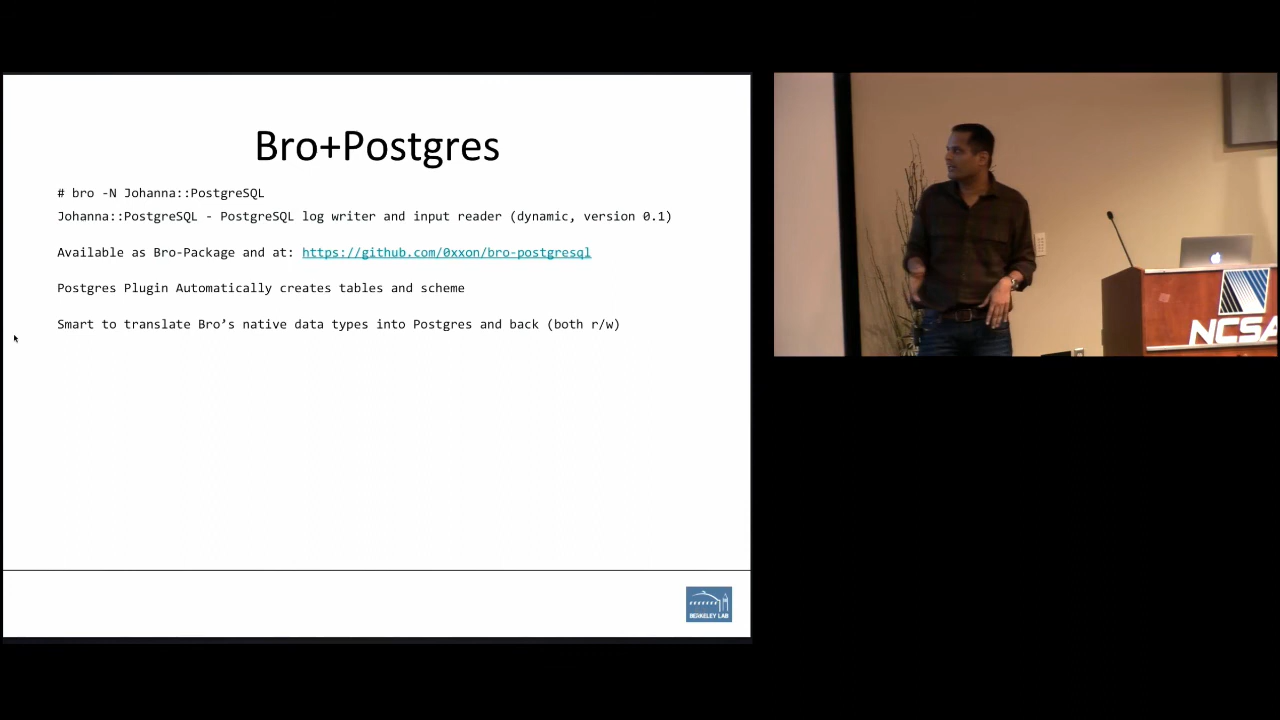 Bro+Postgres
# bro -N Johanna::PostgreSQL
Johanna::PostgreSQL - PostgreSQL log writer and input reader (dynamic, version 0.1)
Available as Bro-Package and at: https://github.com/0xxon/bro-postgresql
Postgres Plugin Automatically creates tables and scheme
Smart to translate Bro’s native data types into Postgres and back (both r/w)
BERKELEY LAB
NCSA